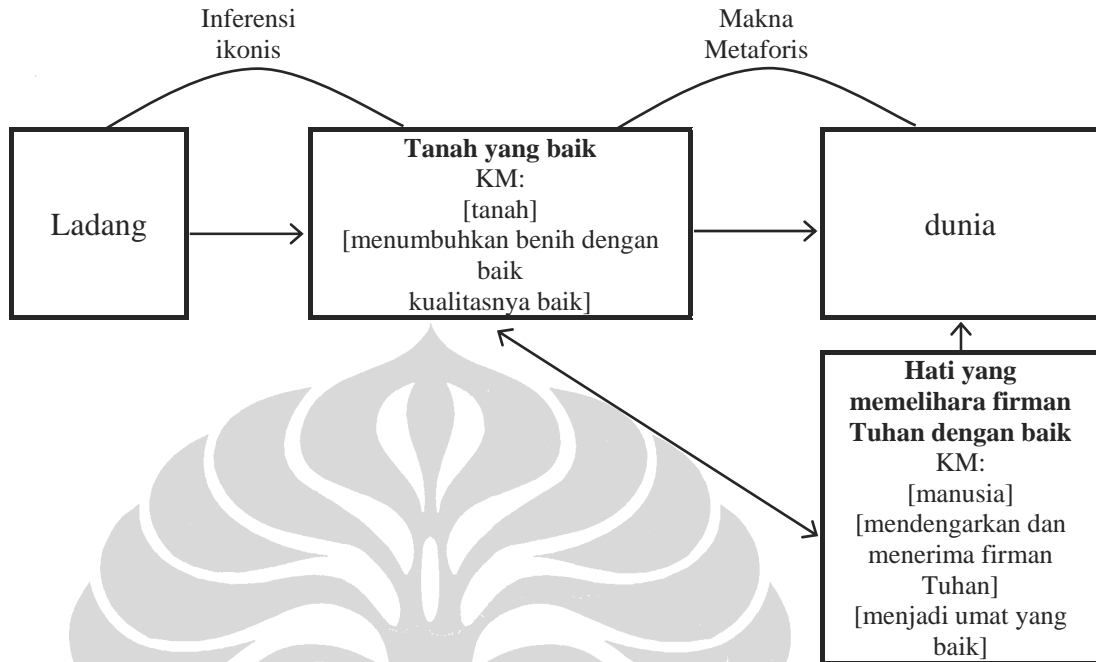 Inferensi
ikonis
Makna
Metaforis
Ladang
Tanah yang baik
KM:
[tanah]
[menumbuhkan benih dengan
baik
kualitasnya baik]
dunia
Hati yang
memelihara firman
Tuhan dengan baik
KM:
[manusia]
[mendengarkan dan
menerima firman
Tuhan]
[menjadi umat yang
baik]